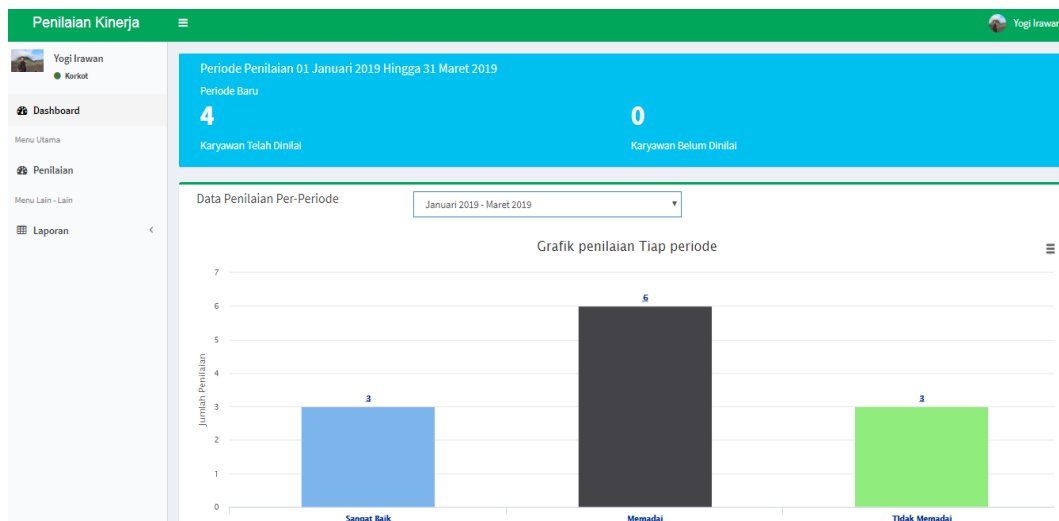 Penilaian Kinerja
Yogi Irawan
Yogi Irawan
Korkot
Dashboard
Menu Utama
Penilaian
Menu Lain - Lain
Laporan
Periode Penilaian 01 Januari 2019 Hingga 31 Maret 2019
Periode Baru
4
0
Karyawan Telah Dinilai
Karyawan Belum Dinilai
Data Penilaian Per-Periode
Januari 2019 - Maret 2019
Grafik penilaian Tiap periode
Jumlah Penilaian
7
6
5
4
3
2
1
0
3
6
3
Sangat Baik
Memadai
TIdak Memadai